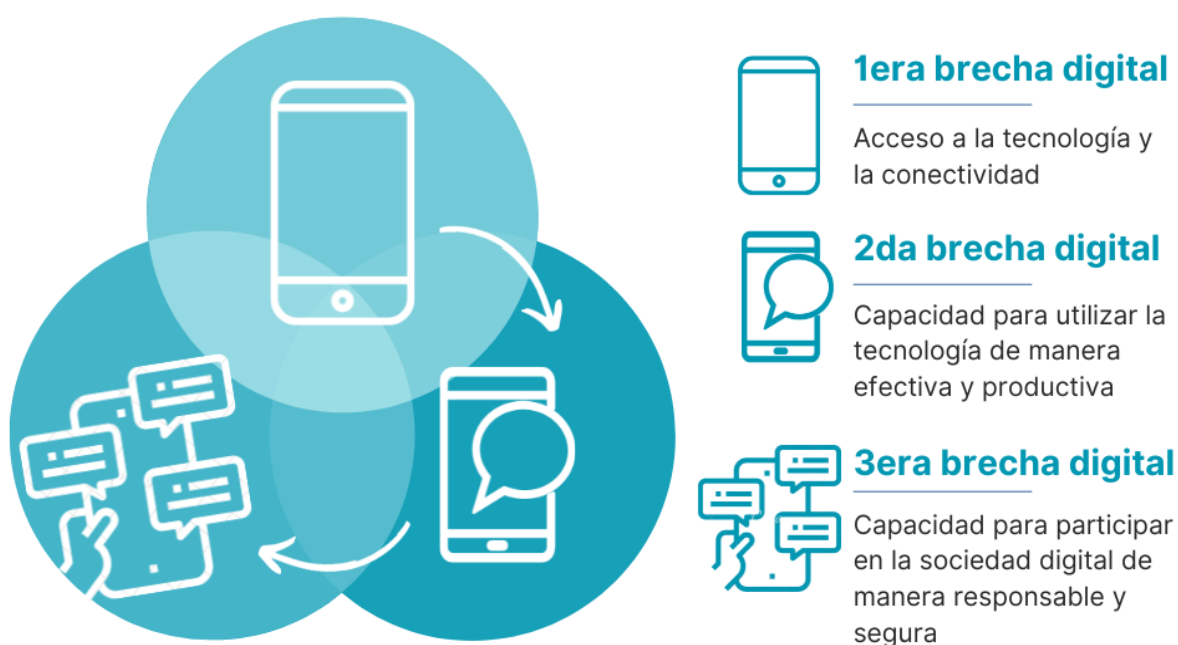 1era brecha digital
Acceso a la tecnología y
la conectividad
2da brecha digital
Capacidad para utilizar la
tecnología de manera
efectiva y productiva
3era brecha digital
Capacidad para participar
en la sociedad digital de
manera responsable y
segura